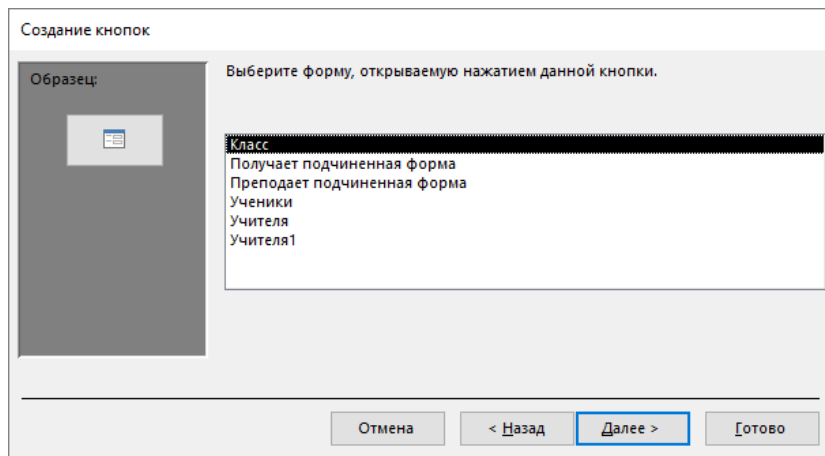 Создание кнопок
Образец:
Выберите форму, открываемую нажатием данной кнопки.
Класс
Получает подчиненная форма
Преподает подчиненная форма
Ученики
Учителя
Учителя1
Отмена
< Назад
Далее >
Готово